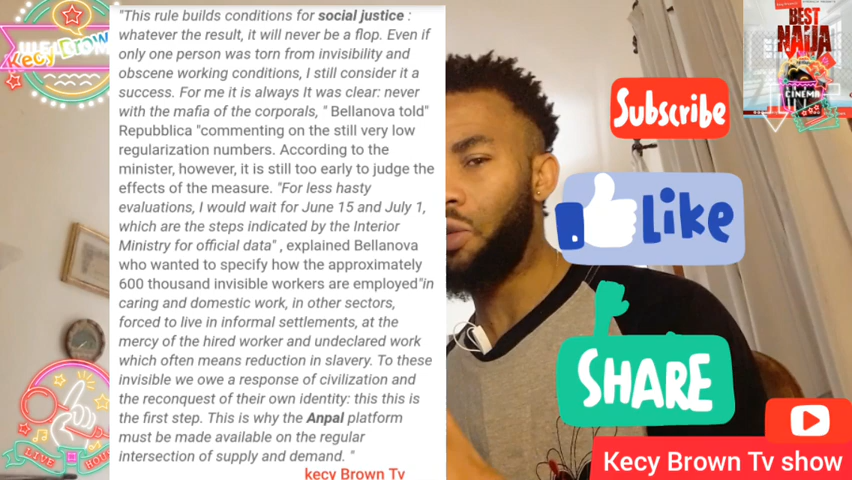 "This rule builds conditions for social justice :
whatever the result, it will never be a flop. Even if
only one person was torn from invisibility and
obscene working conditions, I still consider it a
success. For me it is always It was clear: never
with the mafia of the corporals, " Bellanova told"
Repubblica "commenting on the still very low
regularization numbers. According to the
minister, however, it is still too early to judge the
effects of the measure. "For less hasty
evaluations, I would wait for June 15 and July 1,
which are the steps indicated by the Interior
Ministry for official data" , explained Bellanova
who wanted to specify how the approximately
600 thousand invisible workers are employed"in
caring and domestic work, in other sectors,
forced to live in informal settlements, at the
mercy of the hired worker and undeclared work
which often means reduction in slavery. To these
invisible we owe a response of civilization and
the reconquest of their own identity: this this is
the first step. This is why the Anpal platform
must be made available on the regular
intersection of supply and demand. "
kecy Brown Tv
Kecy Brow
LIVE
HOUS
BEST
NAIJA
CINEMA
Subscribe
Like
SHARE
Kecy Brown Tv show